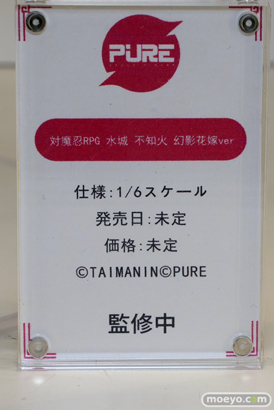 PURE
対魔忍RPG 水城 不知火 幻影花嫁ver
仕様:1/6スケール
発売日:未定
価格:未定
©TAIMANIN©PURE
監修中
moeyo.com